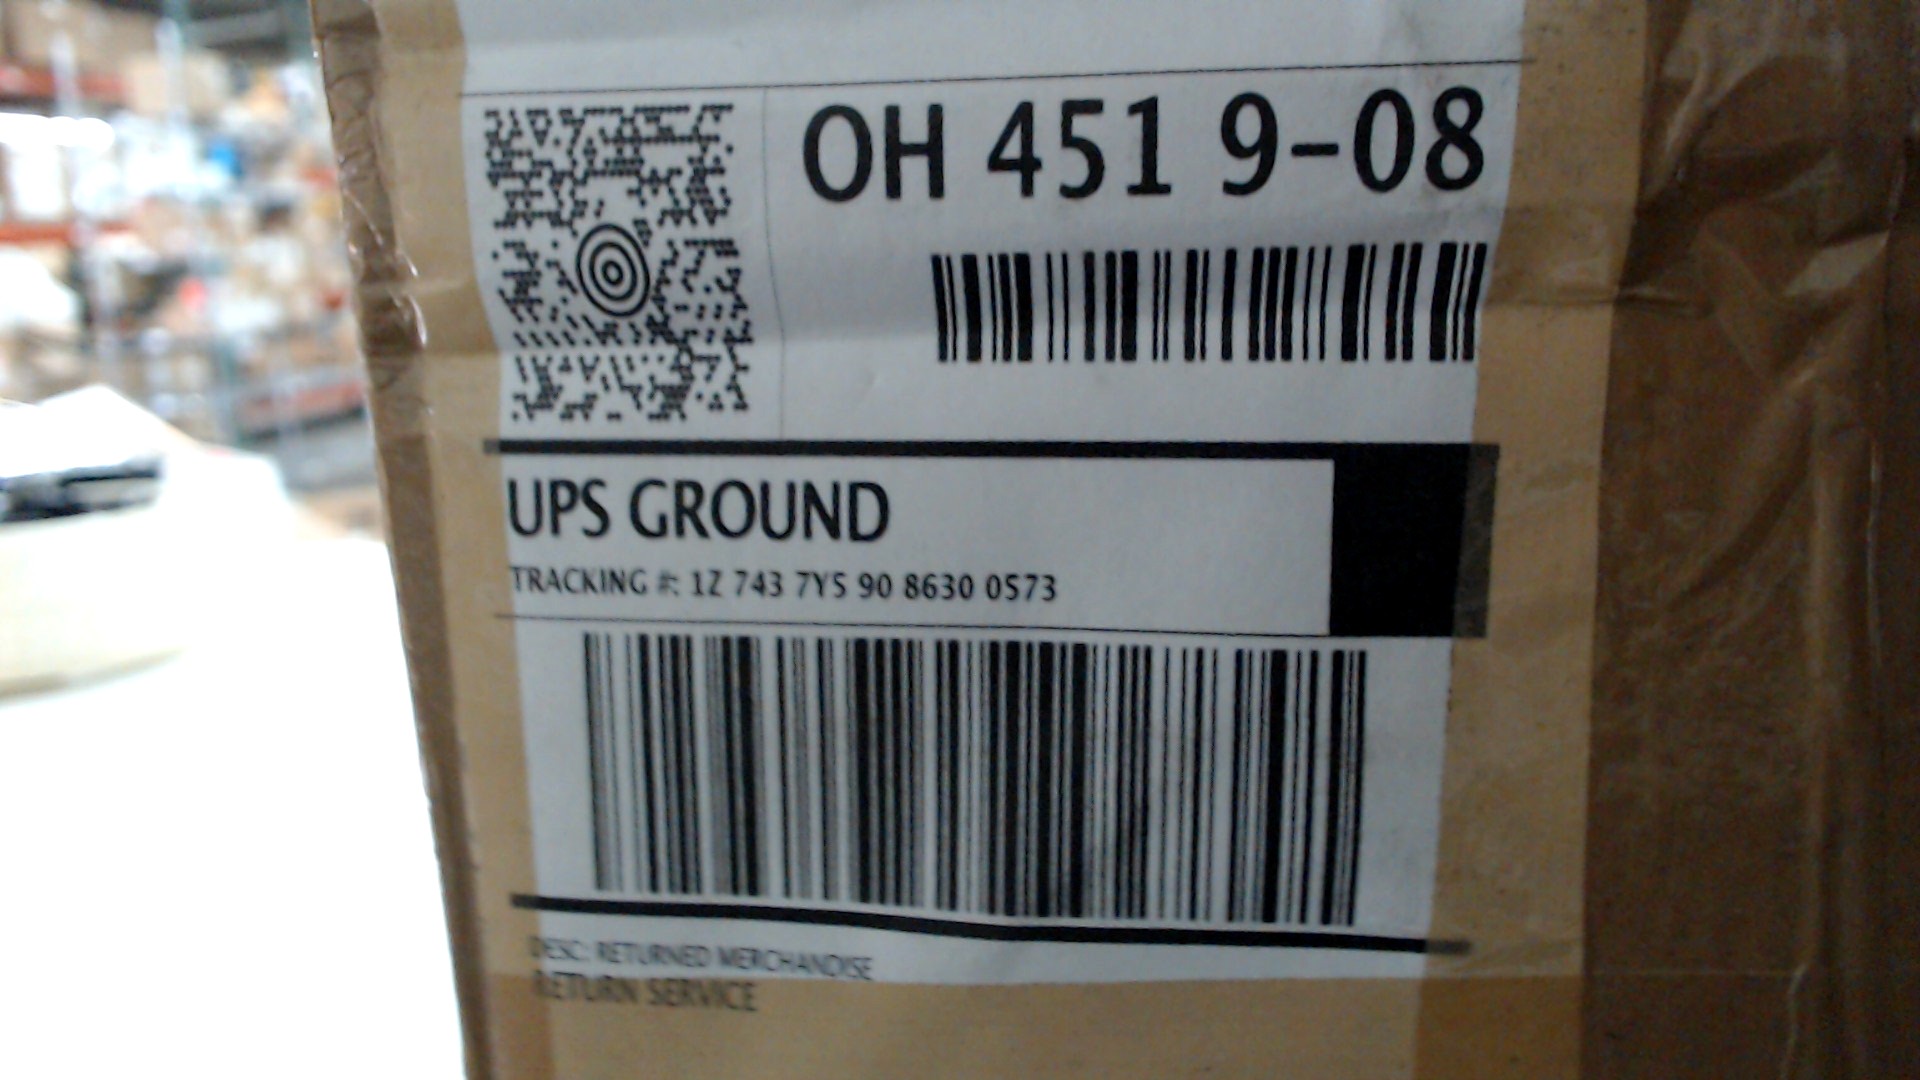 OH 451 9-08
UPS GROUND
TRACKING #: 1Z 743 7Y5 90 8630 0573
DESC: RETURNED MERCHANDISE
RETURN SERVICE